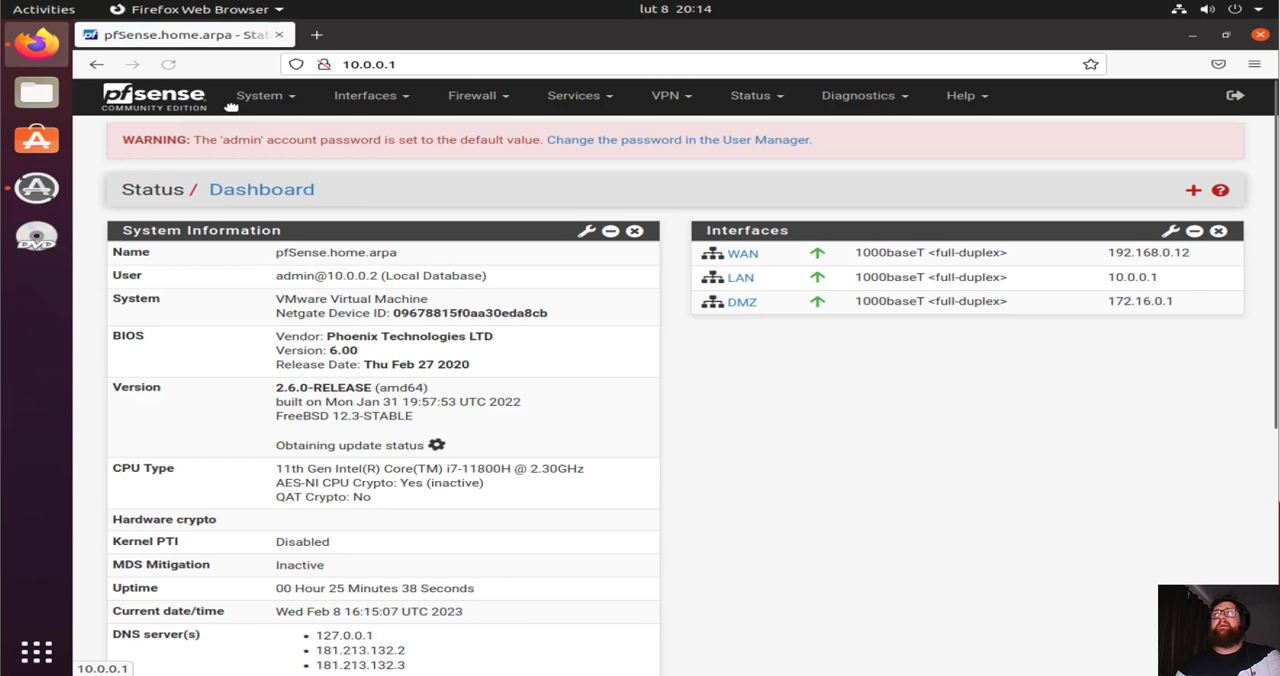 Activities Firefox Web Browser lut 8 20:14
pfSense.home.arpa - Stat
10.0.0.1
pfsense System Interfaces Firewall Services VPN Status Diagnostics Help
COMMUNITY EDITION
WARNING: The 'admin' account password is set to the default value. Change the password in the User Manager.
Status / Dashboard
System Information
Name pfSense.home.arpa
User admin@10.0.0.2 (Local Database)
System VMware Virtual Machine
Netgate Device ID: 09678815f0aa30eda8cb
BIOS Vendor: Phoenix Technologies LTD
Version: 6.00
Release Date: Thu Feb 27 2020
Version 2.6.0-RELEASE (amd64)
built on Mon Jan 31 19:57:53 UTC 2022
FreeBSD 12.3-STABLE
Obtaining update status
CPU Type 11th Gen Intel(R) Core(TM) i7-11800H @ 2.30GHz
AES-NI CPU Crypto: Yes (inactive)
QAT Crypto: No
Hardware crypto
Kernel PTI Disabled
MDS Mitigation Inactive
Uptime 00 Hour 25 Minutes 38 Seconds
Current date/time Wed Feb 8 16:15:07 UTC 2023
DNS server(s) 127.0.0.1
181.213.132.2
181.213.132.3
Interfaces
WAN 1000baseT <full-duplex> 192.168.0.12
LAN 1000baseT <full-duplex> 10.0.0.1
DMZ 1000baseT <full-duplex> 172.16.0.1
DVD
10.0.0.1